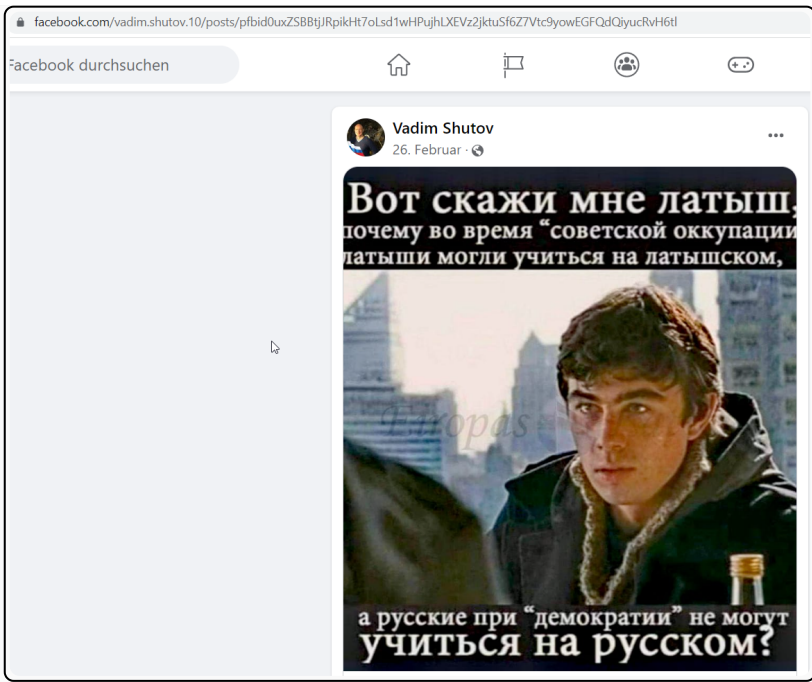 facebook.com/vadim.shutov.10/posts/pfbid0uxZSBBtjJRpikHt7oLsd1wHPujhLXEVz2jktuSf6Z7Vtc9yowEGFQdQiyucRvH6tl
Facebook durchsuchen
Vadim Shutov
26. Februar ·
Вот скажи мне латыш,
почему во время “советской оккупации
латыши могли учиться на латышском,
Erropas
а русские при “демократии” не могут
учиться на русском?